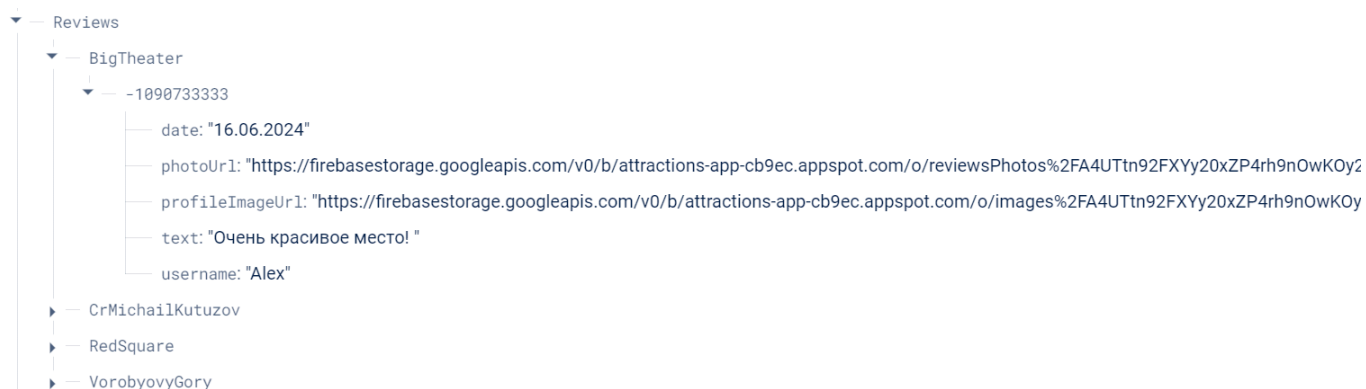 Reviews
BigTheater
-1090733333
date: "16.06.2024"
photoUrl: "https://firebasestorage.googleapis.com/v0/b/attractions-app-cb9ec.appspot.com/o/reviewsPhotos%2FA4UTtn92FXYy20xZP4rh9nOwKOy2
profileImageUrl: "https://firebasestorage.googleapis.com/v0/b/attractions-app-cb9ec.appspot.com/o/images%2FA4UTtn92FXYy20xZP4rh9nOwKOy
text: "Очень красивое место! "
username: "Alex"
CrMichailKutuzov
RedSquare
VorobyovyGory